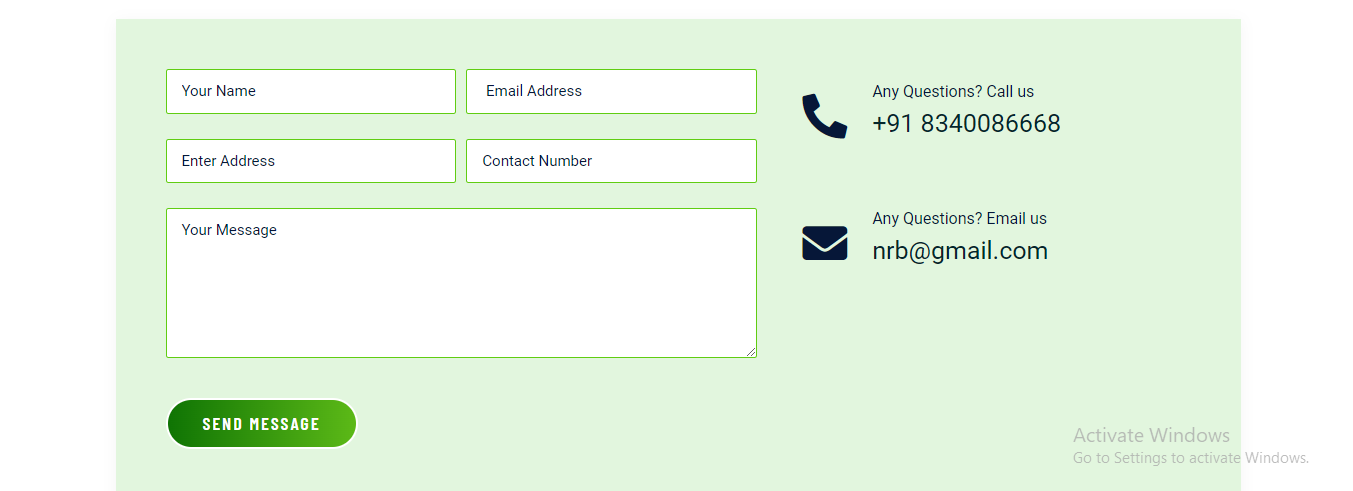 Your Name
Email Address
Enter Address
Contact Number
Your Message
SEND MESSAGE
Any Questions? Call us
+91 8340086668
Any Questions? Email us
nrb@gmail.com
Activate Windows
Go to Settings to activate Windows.